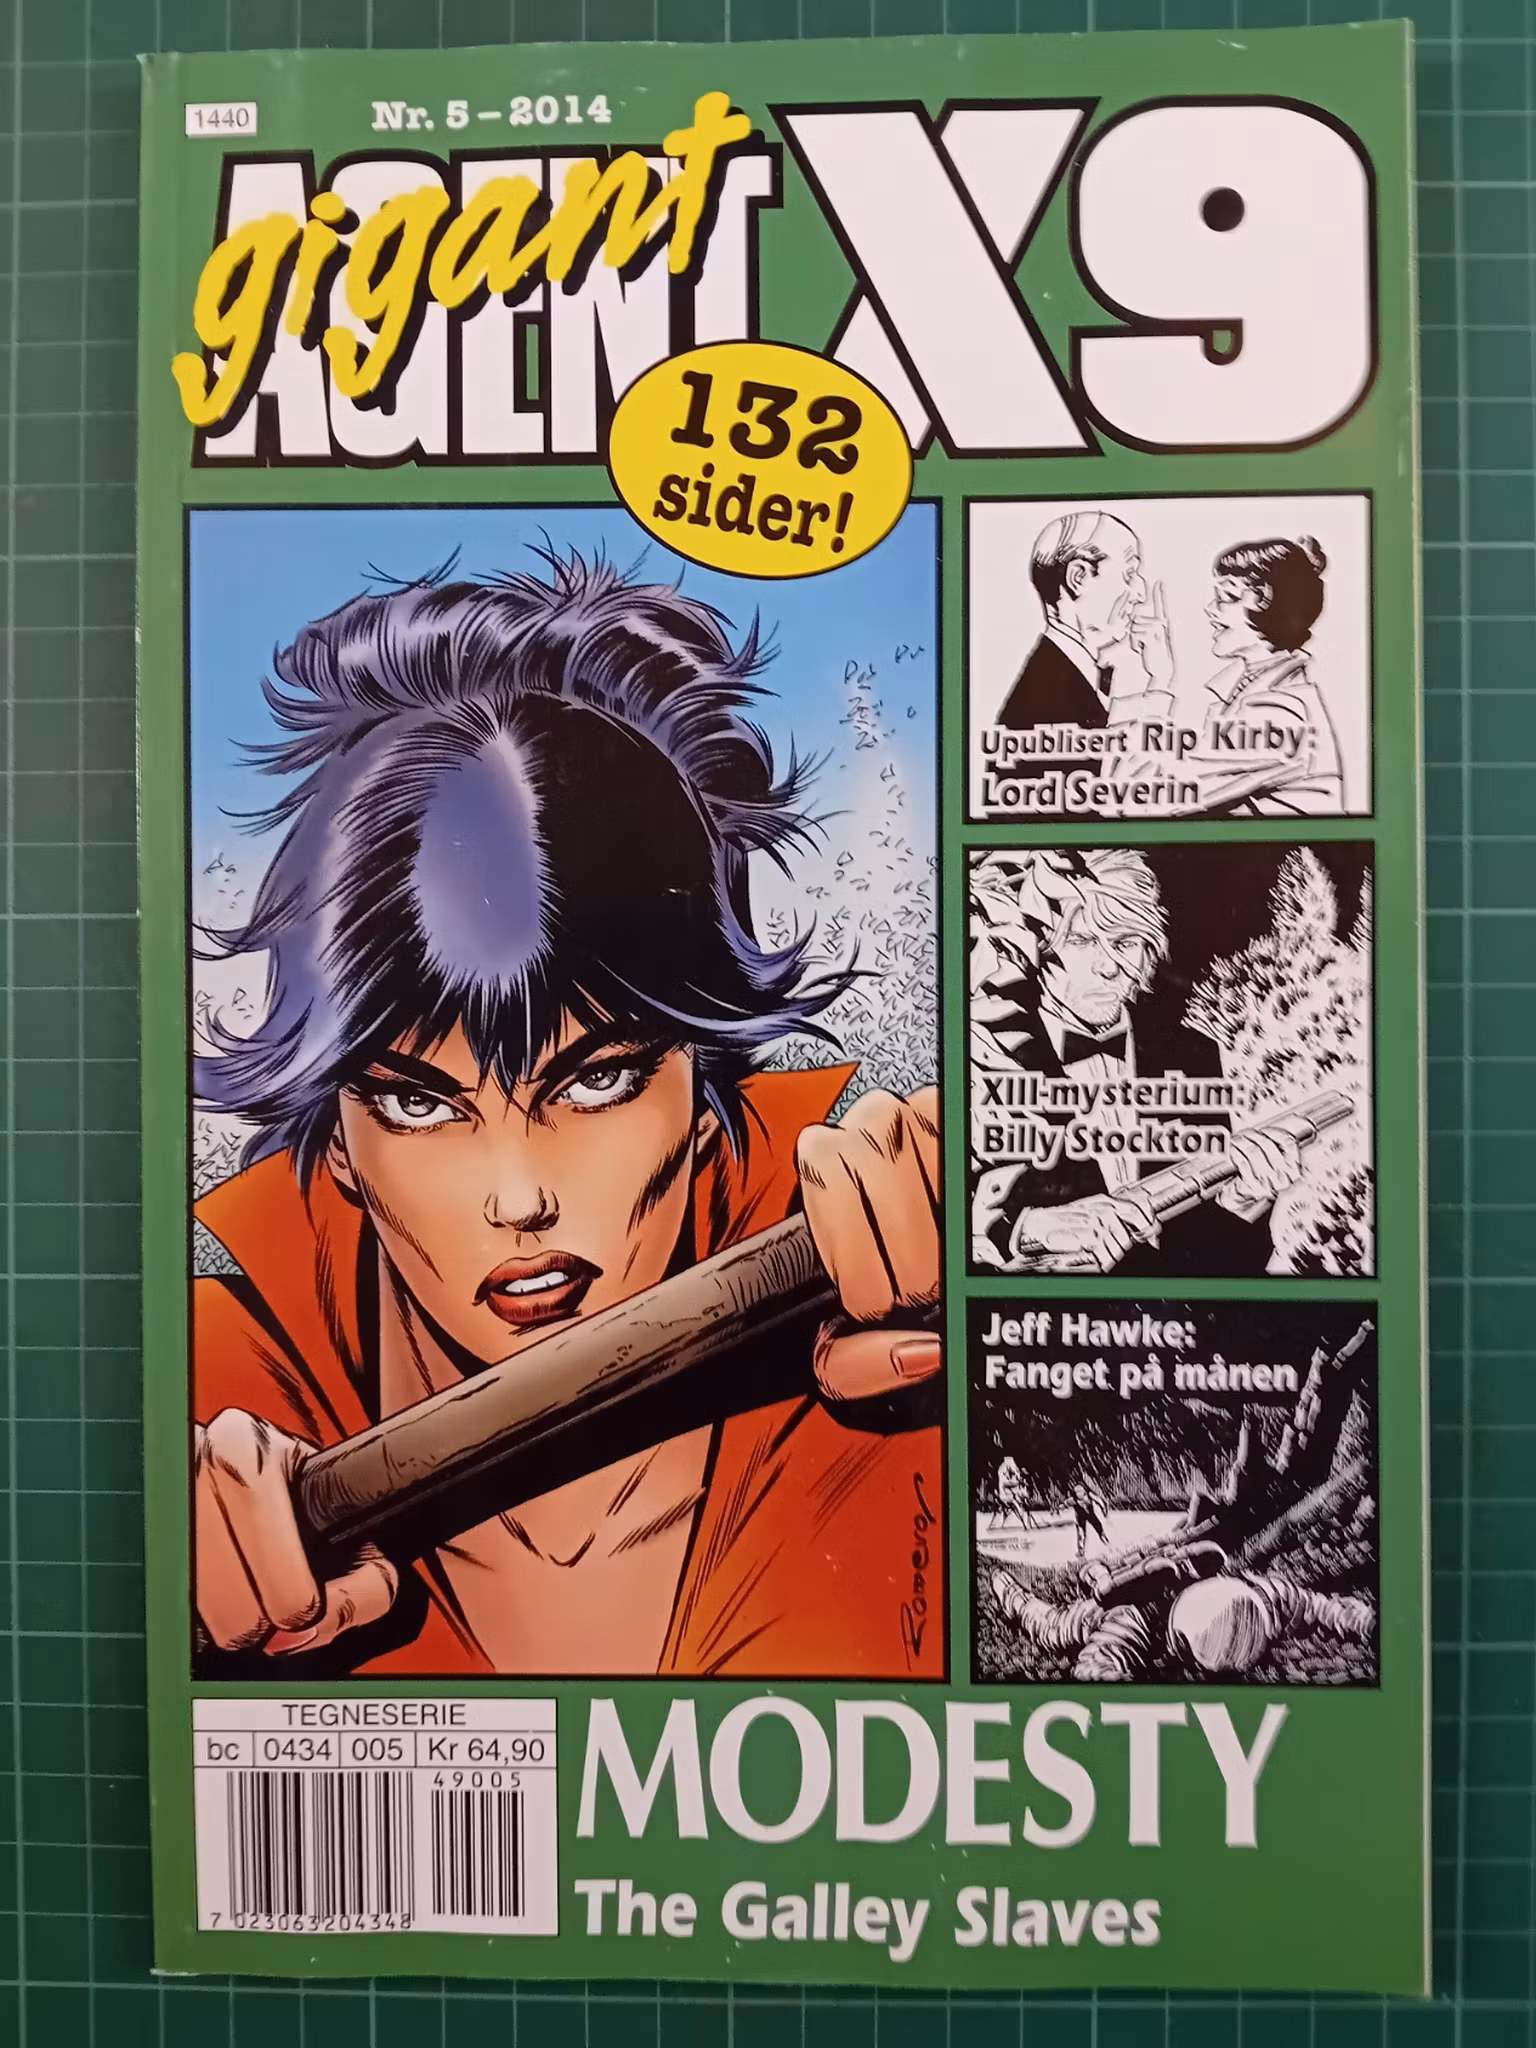 1440
Nr. 5 – 2014
gigant
AGENT X9
132
sider!
Upublisert Rip Kirby:
Lord Severin
XIII-mysterium:
Billy Stockton
Jeff Hawke:
Fanget på månen
Romero
TEGNESERIE
bc 0434 005 Kr 64,90
49005
7 023063 204348
MODESTY
The Galley Slaves